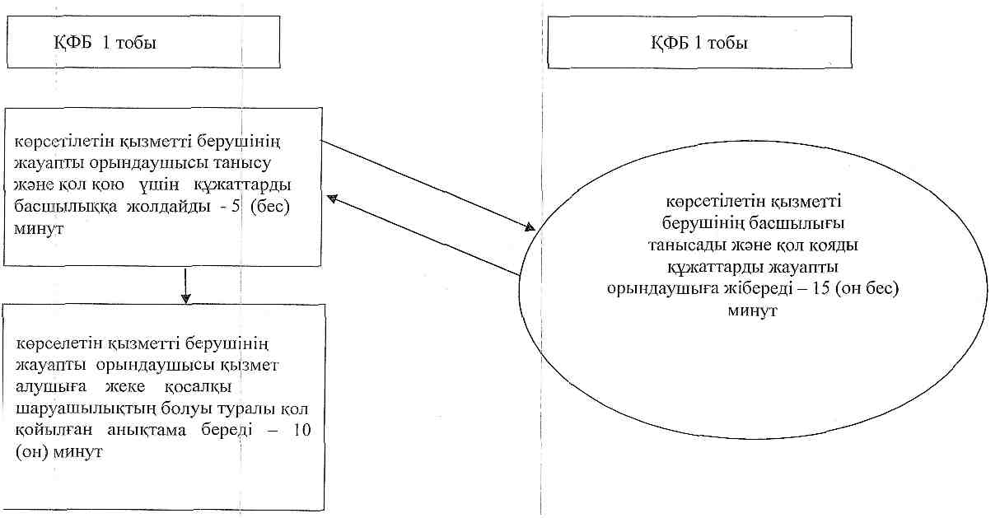 ҚФБ 1 тобы
ҚФБ 1 тобы
көрсетілетін қызметті берушінің
жауапты орындаушысы танысу
және қол қою үшін құжаттарды
басшылыққа жолдайды - 5 (бес)
минут
көрсетілетін қызметті
берушінің басшылығы
танысады және қол қояды
құжаттарды жауапты
орындаушыға жібереді – 15 (он бес)
минут
көрселетін қызметті берушінің
жауапты орындаушысы қызмет
алушыға жеке қосалқы
шаруашылықтың болуы туралы қол
қойылған анықтама береді – 10
(он) минут